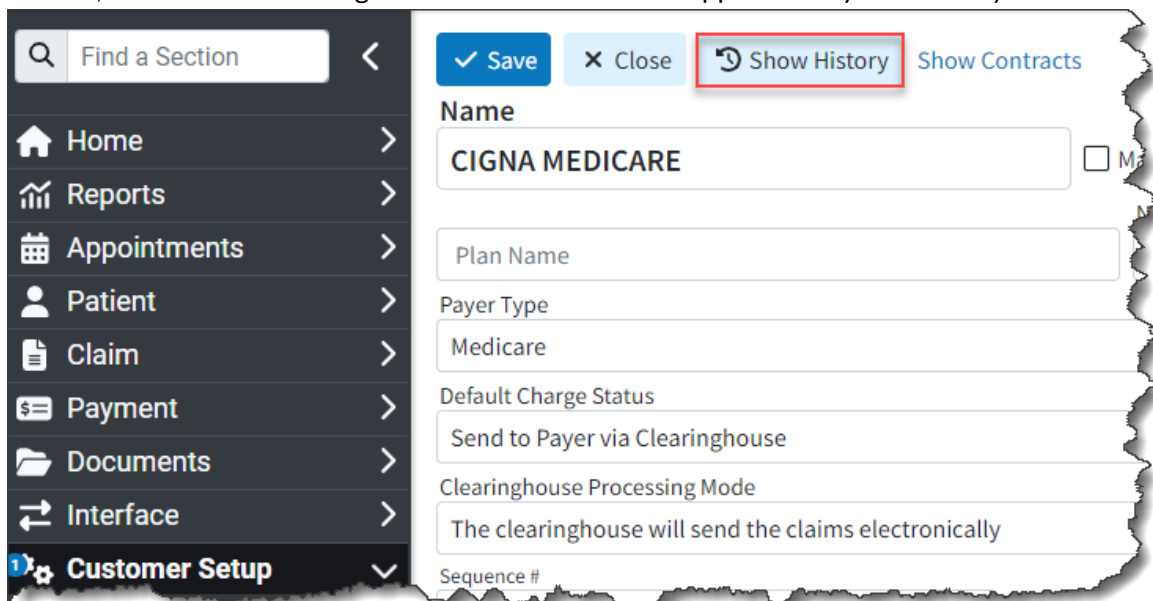 Find a Section
Home
Reports
Appointments
Patient
Claim
Payment
Documents
Interface
1
Customer Setup
Save Close Show History Show Contracts
Name
CIGNA MEDICARE
Plan Name
Payer Type
Medicare
Default Charge Status
Send to Payer via Clearinghouse
Clearinghouse Processing Mode
The clearinghouse will send the claims electronically
Sequence #